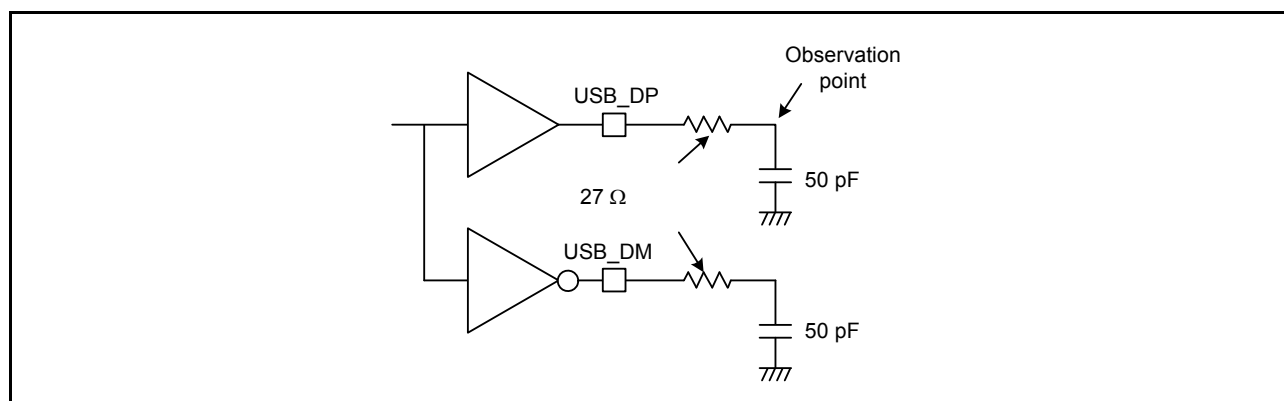 Observation
point
USB_DP
50 pF
27 Ω
USB_DM
50 pF